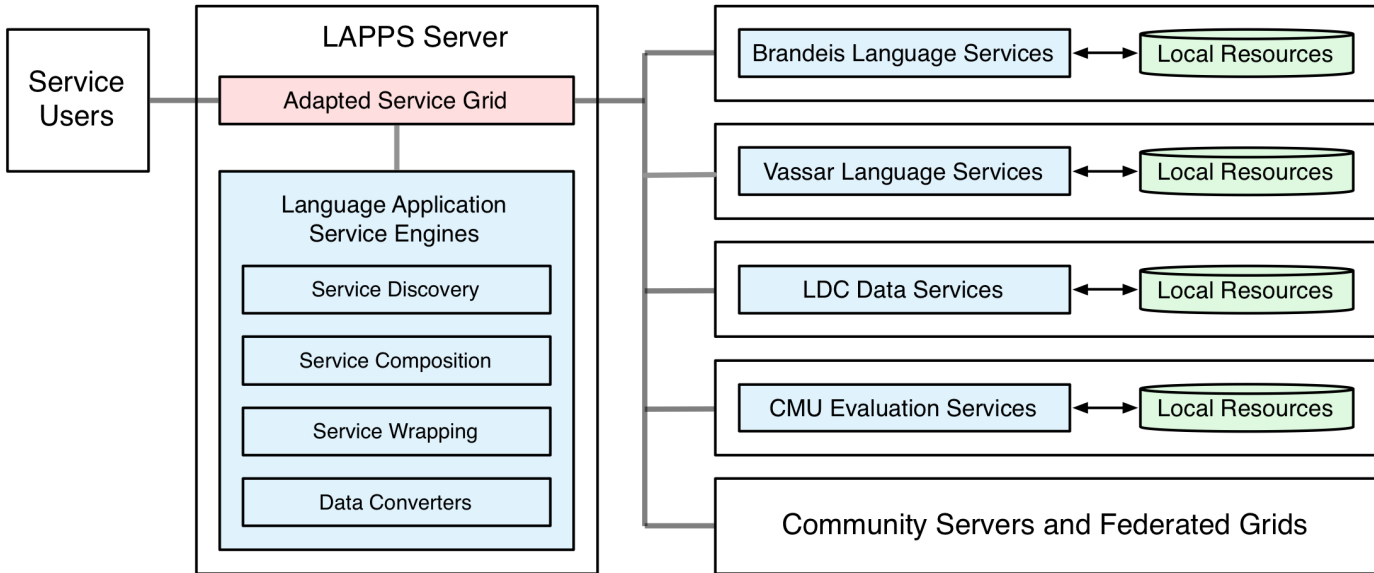 Service
Users
LAPPS Server
Adapted Service Grid
Language Application
Service Engines
Service Discovery
Service Composition
Service Wrapping
Data Converters
Brandeis Language Services
Local Resources
Vassar Language Services
Local Resources
LDC Data Services
Local Resources
CMU Evaluation Services
Local Resources
Community Servers and Federated Grids